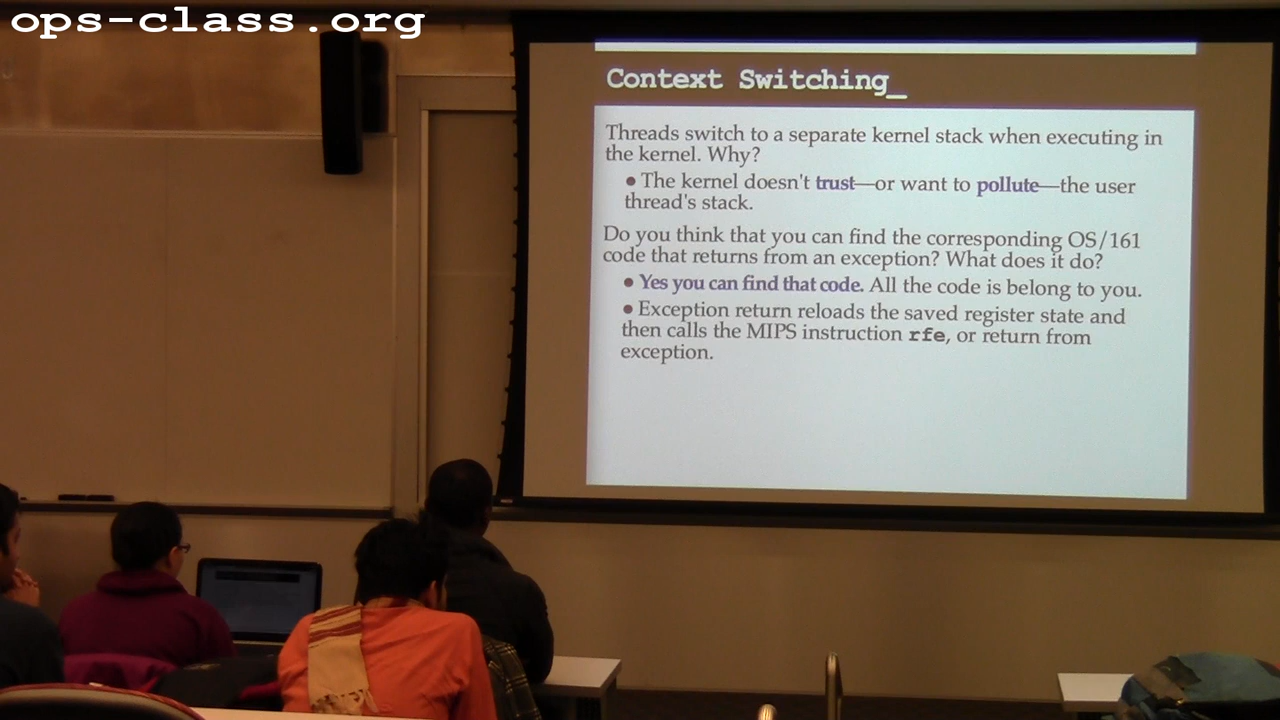 ops-class.org
Context Switching_
Threads switch to a separate kernel stack when executing in
the kernel. Why?
• The kernel doesn't trust—or want to pollute—the user
thread's stack.
Do you think that you can find the corresponding OS/161
code that returns from an exception? What does it do?
• Yes you can find that code. All the code is belong to you.
• Exception return reloads the saved register state and
then calls the MIPS instruction rfe, or return from
exception.